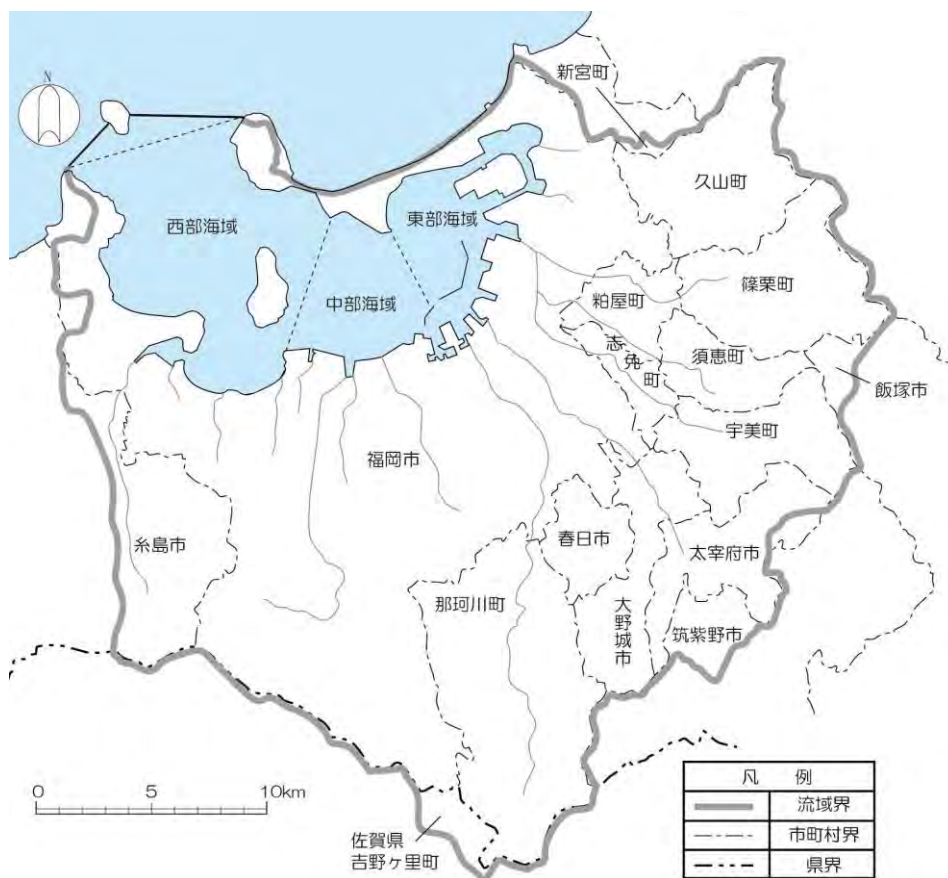 N
新宮町
久山町
東部海域
西部海域
中部海域
粕屋町
篠栗町
志免町
須恵町
飯塚市
宇美町
福岡市
春日市
太宰府市
糸島市
那珂川町
大野城市
筑紫野市
0 5 10km
佐賀県
吉野ヶ里町
凡 例
流域界
市町村界
県界